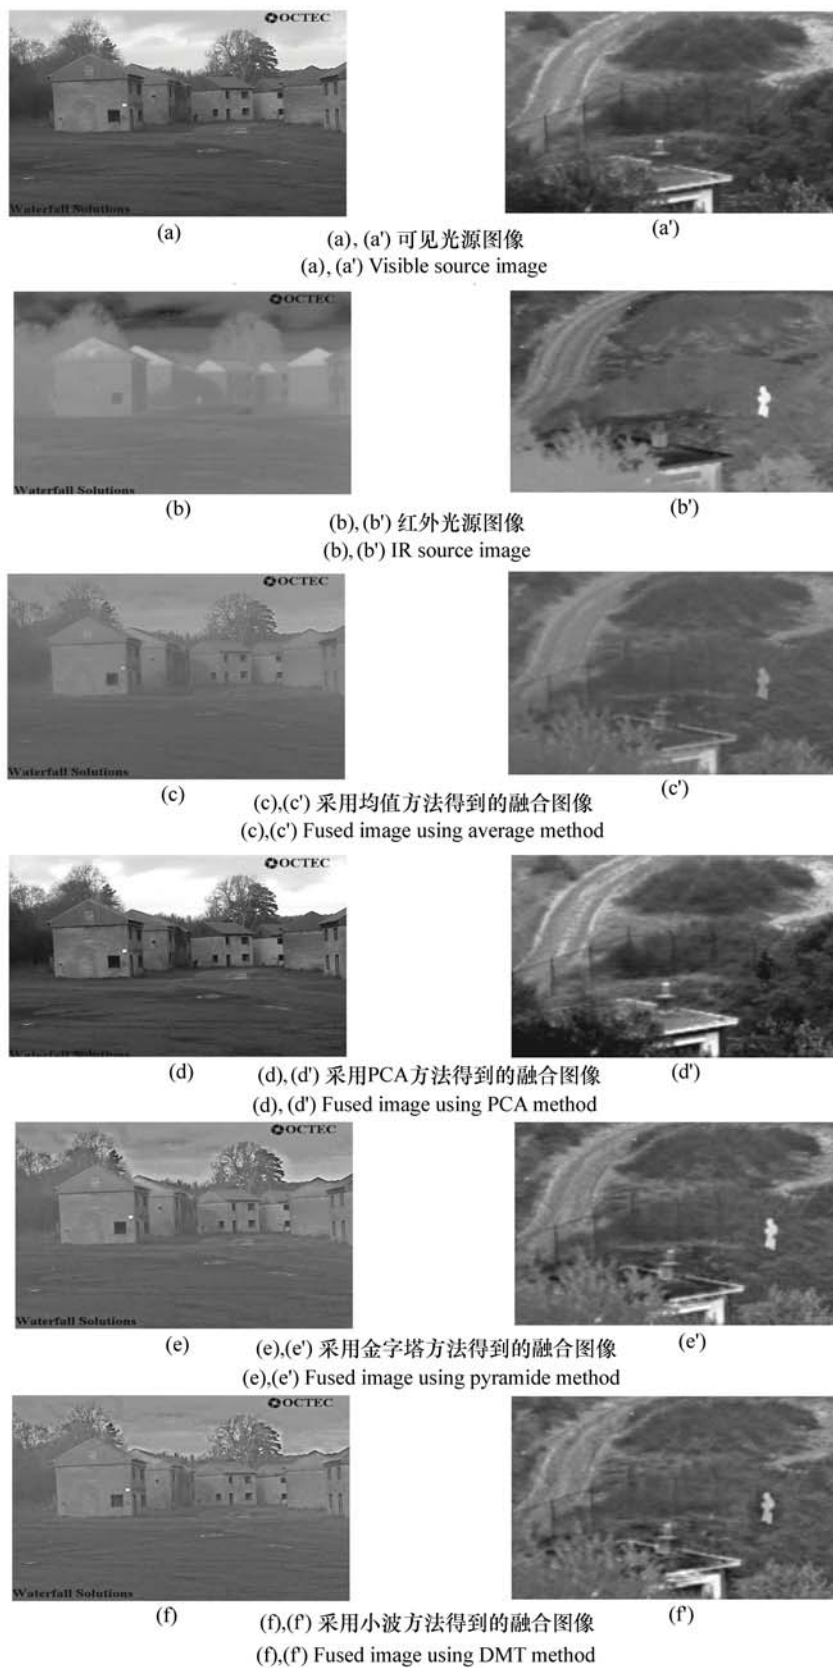 OCTEC
Waterfall Solutions
(a)
(a')
(a), (a') 可见光源图像
(a), (a') Visible source image
OCTEC
Waterfall Solutions
(b)
(b')
(b), (b') 红外光源图像
(b), (b') IR source image
OCTEC
Waterfall Solutions
(c)
(c')
(c),(c') 采用均值方法得到的融合图像
(c),(c') Fused image using average method
OCTEC
Waterfall Solutions
(d)
(d')
(d),(d') 采用PCA方法得到的融合图像
(d), (d') Fused image using PCA method
OCTEC
Waterfall Solutions
(e)
(e')
(e),(e') 采用金字塔方法得到的融合图像
(e),(e') Fused image using pyramide method
OCTEC
Waterfall Solutions
(f)
(f')
(f),(f') 采用小波方法得到的融合图像
(f),(f') Fused image using DMT method